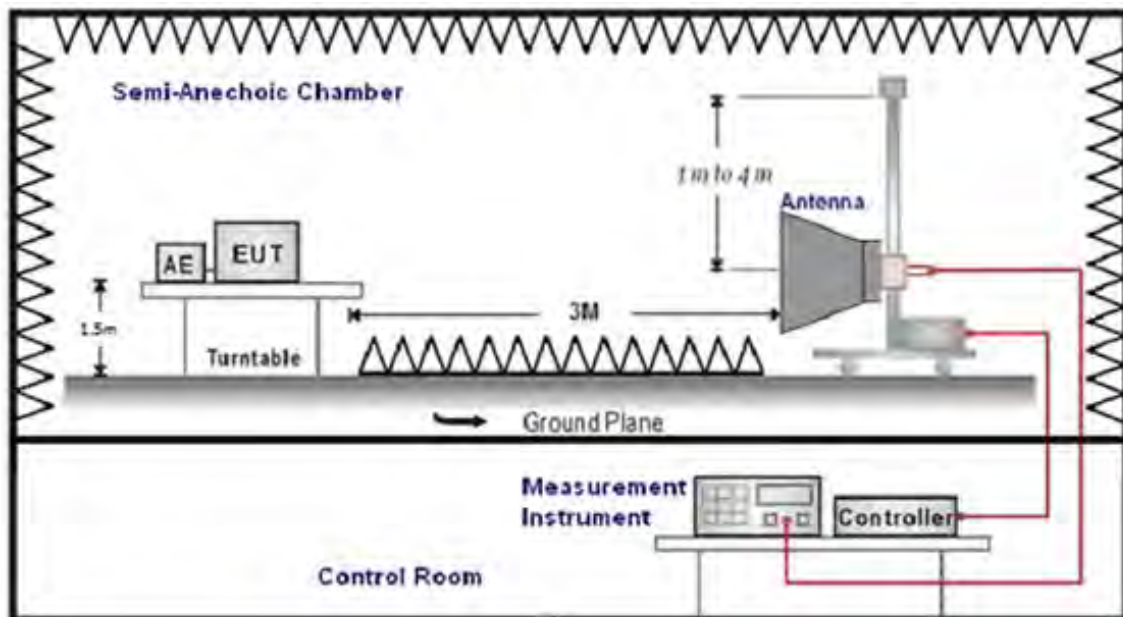 Semi-Anechoic Chamber
1 m to 4 m
Antenna
AE
EUT
1.5m
3M
Turntable
Ground Plane
Measurement
Instrument
Controller
Control Room